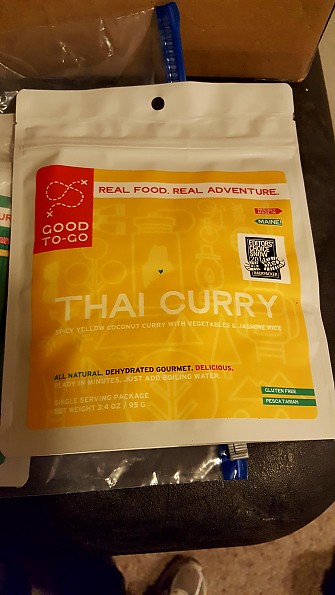 REAL FOOD. REAL ADVENTURE.
GOOD
TO-GO
MAINE
EDITORS'
CHOICE
SNOW
BACKPACKER
THAI CURRY
SPICY YELLOW COCONUT CURRY WITH VEGETABLES & JASMINE RICE
ALL NATURAL. DEHYDRATED GOURMET. DELICIOUS.
READY IN MINUTES. JUST ADD BOILING WATER.
GLUTEN FREE
SINGLE SERVING PACKAGE
PESCATARIAN
NET WEIGHT 3.4 OZ / 95 G